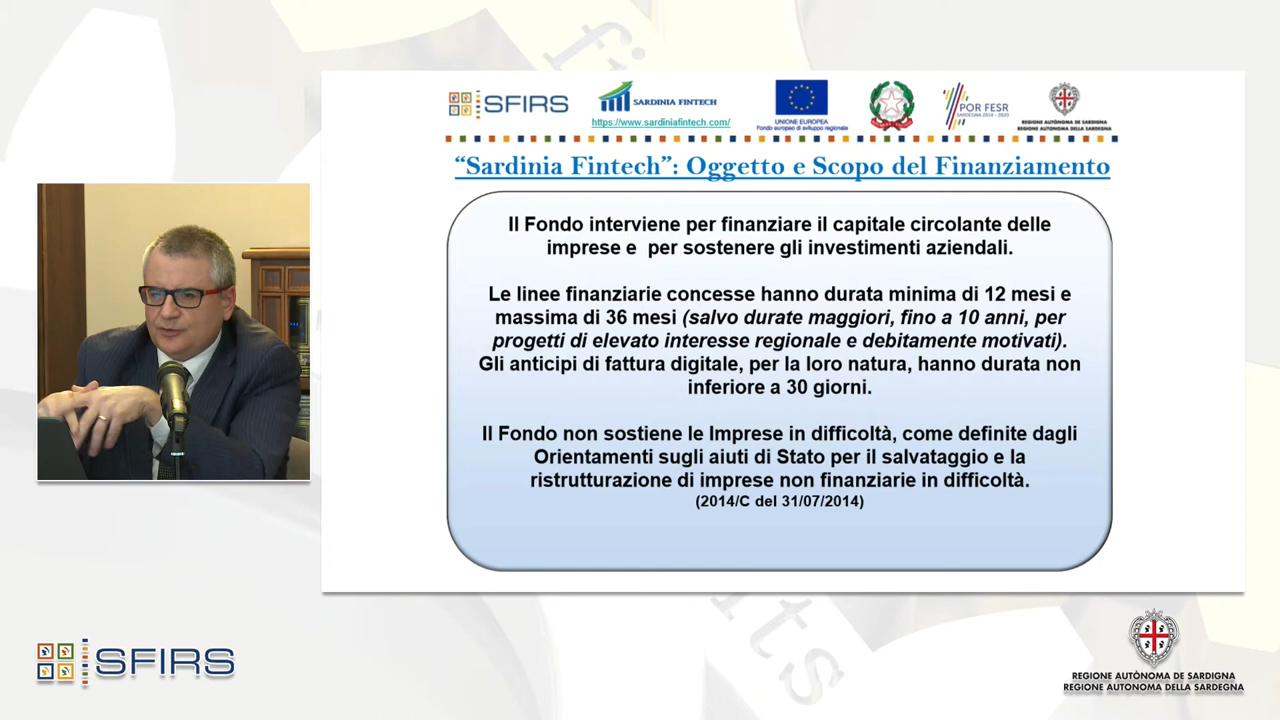 SFIRS
SARDINIA FINTECH
https://www.sardiniafintech.com/
UNIONE EUROPEA
Fondo europeo di sviluppo regionale
POR FESR
SARDEGNA 2014 - 2020
REGIONE AUTÒNOMA DE SARDIGNA
REGIONE AUTONOMA DELLA SARDEGNA
“Sardinia Fintech”: Oggetto e Scopo del Finanziamento
Il Fondo interviene per finanziare il capitale circolante delle
imprese e per sostenere gli investimenti aziendali.
Le linee finanziarie concesse hanno durata minima di 12 mesi e
massima di 36 mesi (salvo durate maggiori, fino a 10 anni, per
progetti di elevato interesse regionale e debitamente motivati).
Gli anticipi di fattura digitale, per la loro natura, hanno durata non
inferiore a 30 giorni.
Il Fondo non sostiene le Imprese in difficoltà, come definite dagli
Orientamenti sugli aiuti di Stato per il salvataggio e la
ristrutturazione di imprese non finanziarie in difficoltà.
(2014/C del 31/07/2014)
SFIRS
REGIONE AUTÒNOMA DE SARDIGNA
REGIONE AUTONOMA DELLA SARDEGNA